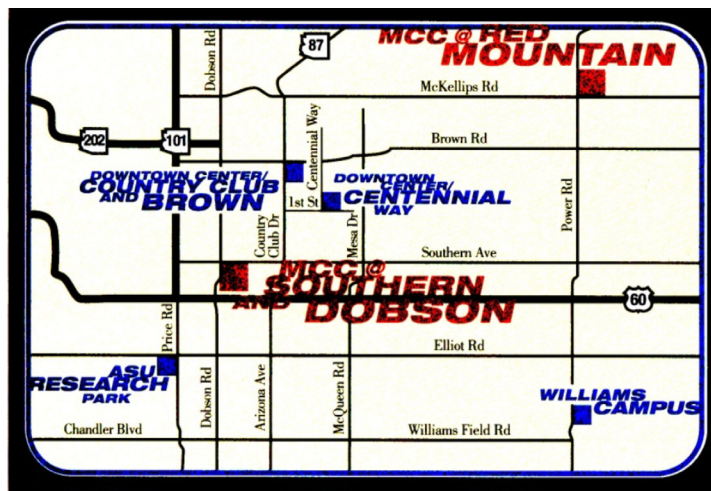 MCC @ RED
MOUNTAIN
87
Dobson Rd
McKellips Rd
Centennial Way
Brown Rd
202
101
DOWNTOWN CENTER/
COUNTRY CLUB
AND BROWN
DOWNTOWN
CENTER/
CENTENNIAL
WAY
1st St
Power Rd
Country
Club Dr
Mesa Dr
Southern Ave
MCC @
SOUTHERN
AND DOBSON
60
Price Rd
Elliot Rd
ASU
RESEARCH
PARK
Dobson Rd
Arizona Ave
McQueen Rd
WILLIAMS
CAMPUS
Chandler Blvd
Williams Field Rd